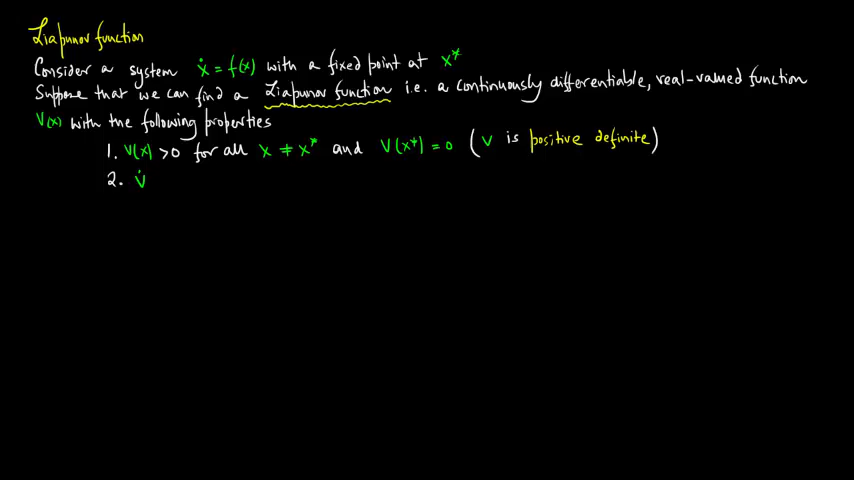 Liapunov function
Consider a system ẋ = f(x) with a fixed point at x*
Suppose that we can find a Liapunov function i.e. a continuously differentiable, real-valued function
V(x) with the following properties
1. V(x) > 0 for all x ≠ x* and V(x*) = 0 (V is positive definite)
2. V̇